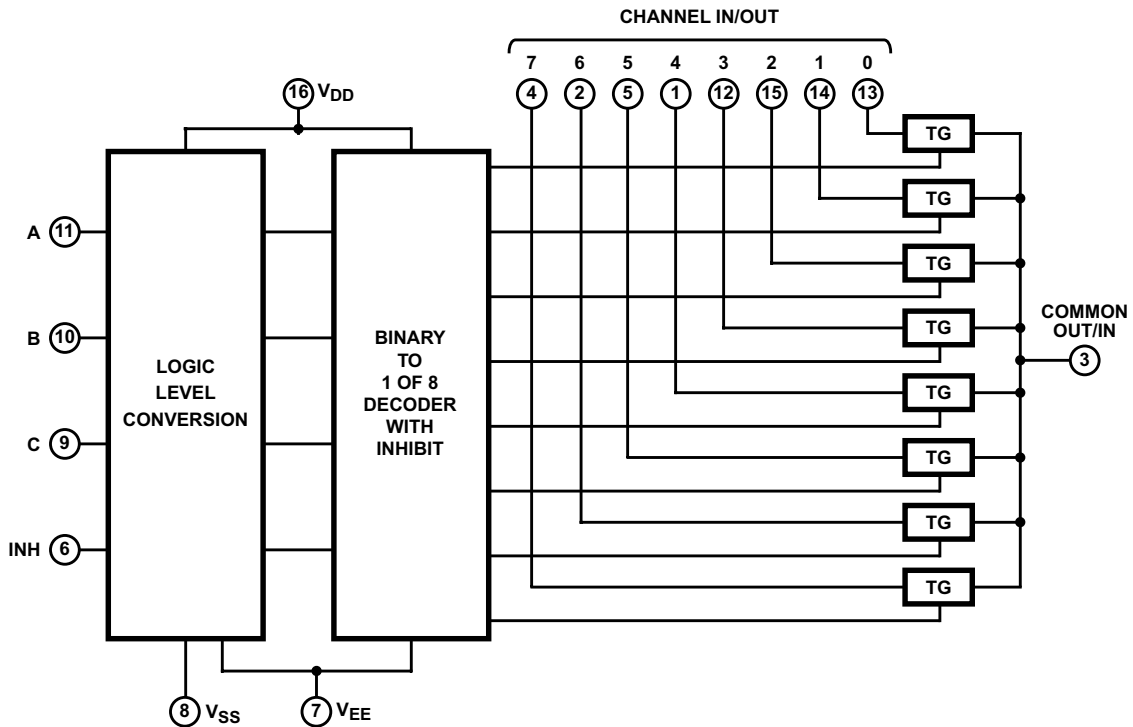 CHANNEL IN/OUT
7 6 5 4 3 2 1 0
4 2 5 1 12 15 14 13
16 VDD
TG
TG
TG
TG
TG
TG
TG
TG
A 11
B 10
C 9
INH 6
LOGIC
LEVEL
CONVERSION
BINARY
TO
1 OF 8
DECODER
WITH
INHIBIT
COMMON
OUT/IN
3
8 VSS
7 VEE